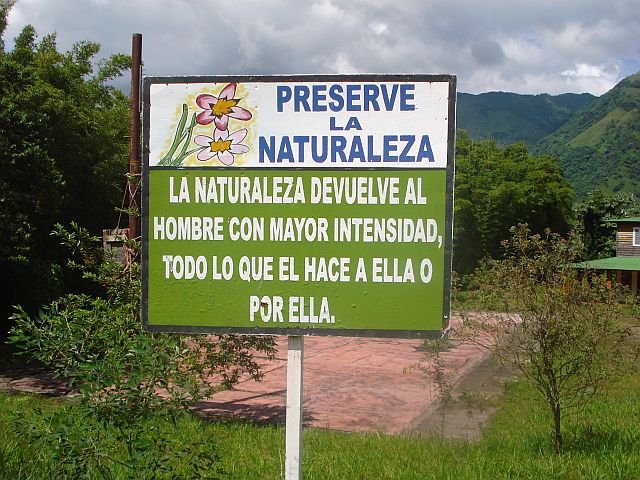 PRESERVE
LA
NATURALEZA
LA NATURALEZA DEVUELVE AL
HOMBRE CON MAYOR INTENSIDAD,
TODO LO QUE EL HACE A ELLA O
POR ELLA.